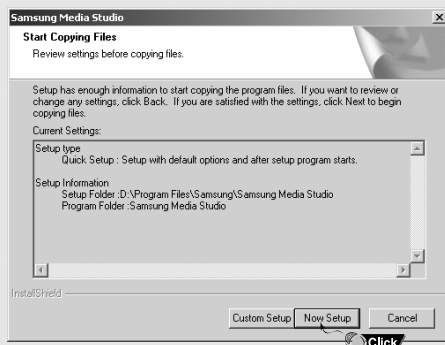 Samsung Media Studio
Start Copying Files
Review settings before copying files.
Setup has enough information to start copying the program files. If you want to review or
change any settings, click Back. If you are satisfied with the settings, click Next to begin
copying files.
Current Settings:
Setup type
Quick Setup : Setup with default options and after setup program starts.
Setup Information
Setup Folder :D:\Program Files\Samsung\Samsung Media Studio
Program Folder :Samsung Media Studio
InstallShield
Custom Setup Now Setup Cancel
Click